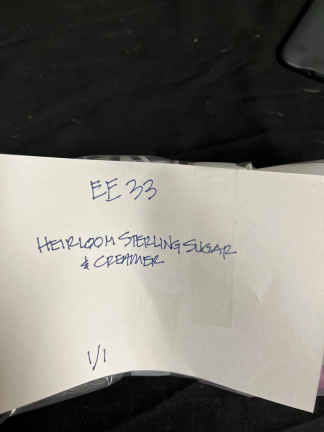 EE 33
HEIRLOOM STERLING SUGAR
& CREAMER
1/1